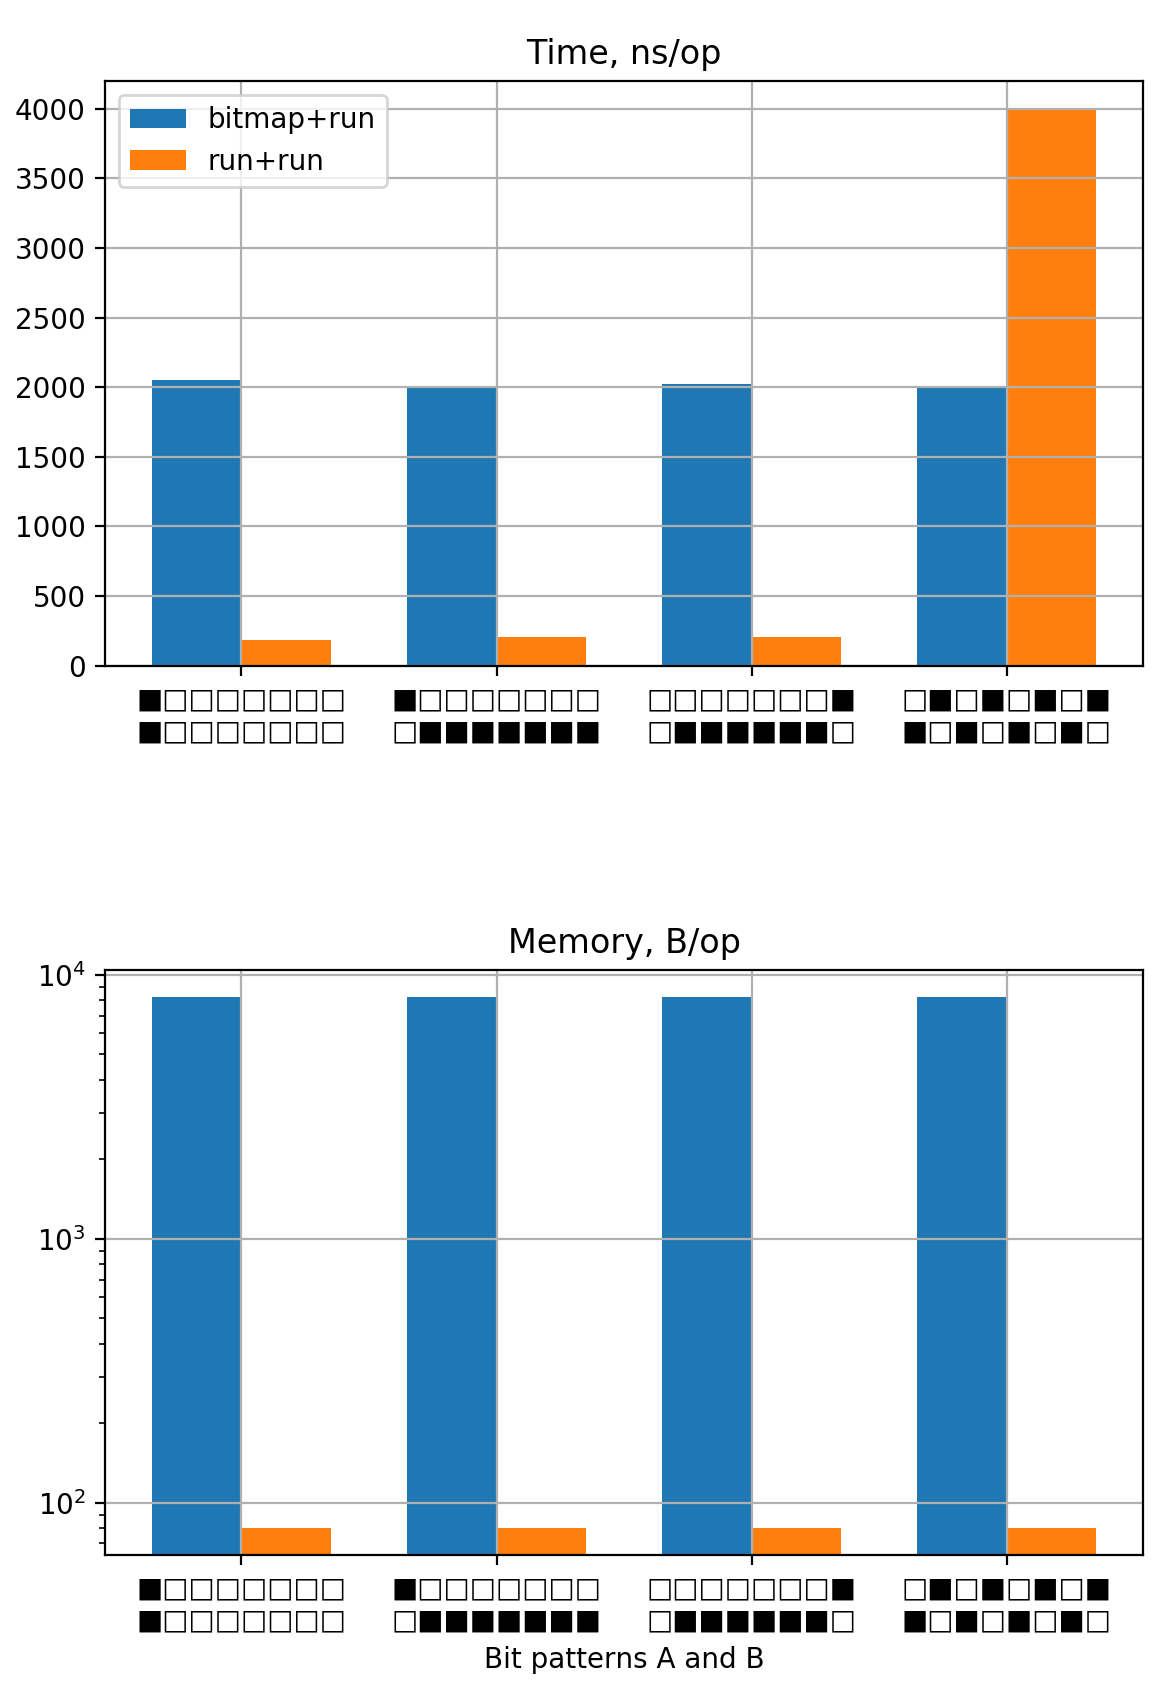 Time, ns/op
bitmap+run
run+run
4000
3500
3000
2500
2000
1500
1000
500
0
■□□□□□□□ ■□□□□□□□ □□□□□□□■ □■□■□■□■
■□□□□□□□ □■■■■■■■ □■■■■■■□ ■□■□■□■□
Memory, B/op
10⁴
10³
10²
■□□□□□□□ ■□□□□□□□ □□□□□□□■ □■□■□■□■
■□□□□□□□ □■■■■■■■ □■■■■■■□ ■□■□■□■□
Bit patterns A and B